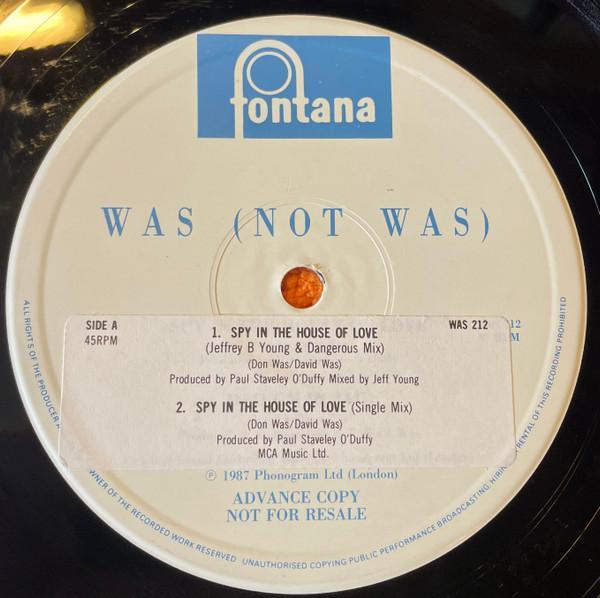 fontana
WAS (NOT WAS)
SIDE A
45RPM
WAS 212
1. SPY IN THE HOUSE OF LOVE
(Jeffrey B Young & Dangerous Mix)
(Don Was/David Was)
Produced by Paul Staveley O'Duffy Mixed by Jeff Young
2. SPY IN THE HOUSE OF LOVE (Single Mix)
(Don Was/David Was)
Produced by Paul Staveley O'Duffy
MCA Music Ltd.
12
℗ 1987 Phonogram Ltd (London)
ADVANCE COPY
NOT FOR RESALE
ALL RIGHTS OF THE PRODUCER
OWNER OF THE RECORDED WORK RESERVED UNAUTHORISED COPYING PUBLIC PERFORMANCE BROADCASTING HIRING RENTAL OF THIS RECORDING PROHIBITED